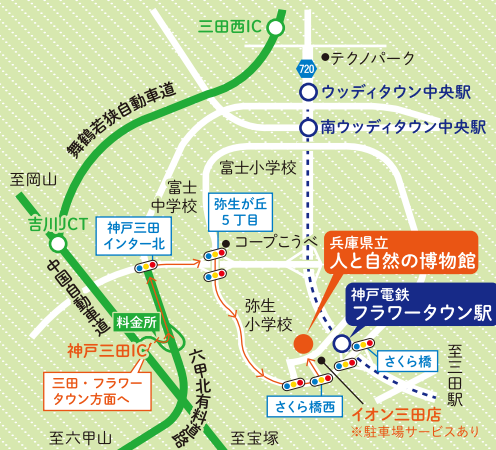 三田西IC
テクノパーク
720
ウッディタウン中央駅
南ウッディタウン中央駅
舞鶴若狭自動車道
富士小学校
至岡山
富士
中学校
弥生が丘
5丁目
吉川JCT
神戸三田
インター北
コープこうべ
兵庫県立
人と自然の博物館
中国自動車道
神戸電鉄
フラワータウン駅
料金所
弥生
小学校
神戸三田IC
さくら橋
至三田駅
三田・フラワー
タウン方面へ
六甲北有料道路
さくら橋西
イオン三田店
※駐車場サービスあり
至六甲山
至宝塚